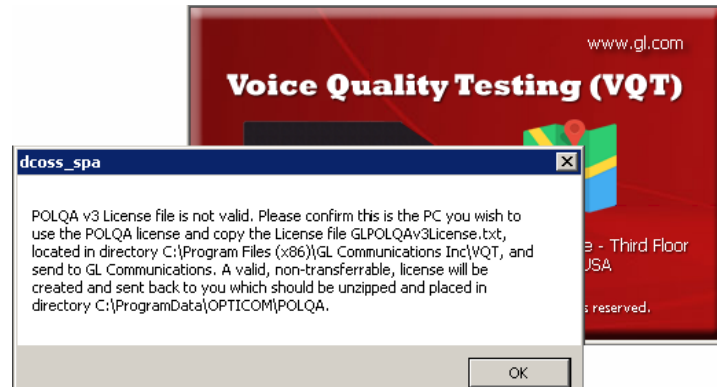 www.gl.com
Voice Quality Testing (VQT)
dcoss_spa
POLQA v3 License file is not valid. Please confirm this is the PC you wish to
use the POLQA license and copy the License file GLPOLQAv3License.txt,
located in directory C:\Program Files (x86)\GL Communications Inc\VQT, and
send to GL Communications. A valid, non-transferrable, license will be
created and sent back to you which should be unzipped and placed in
directory C:\ProgramData\OPTICOM\POLQA.
- Third Floor
USA
reserved.
OK